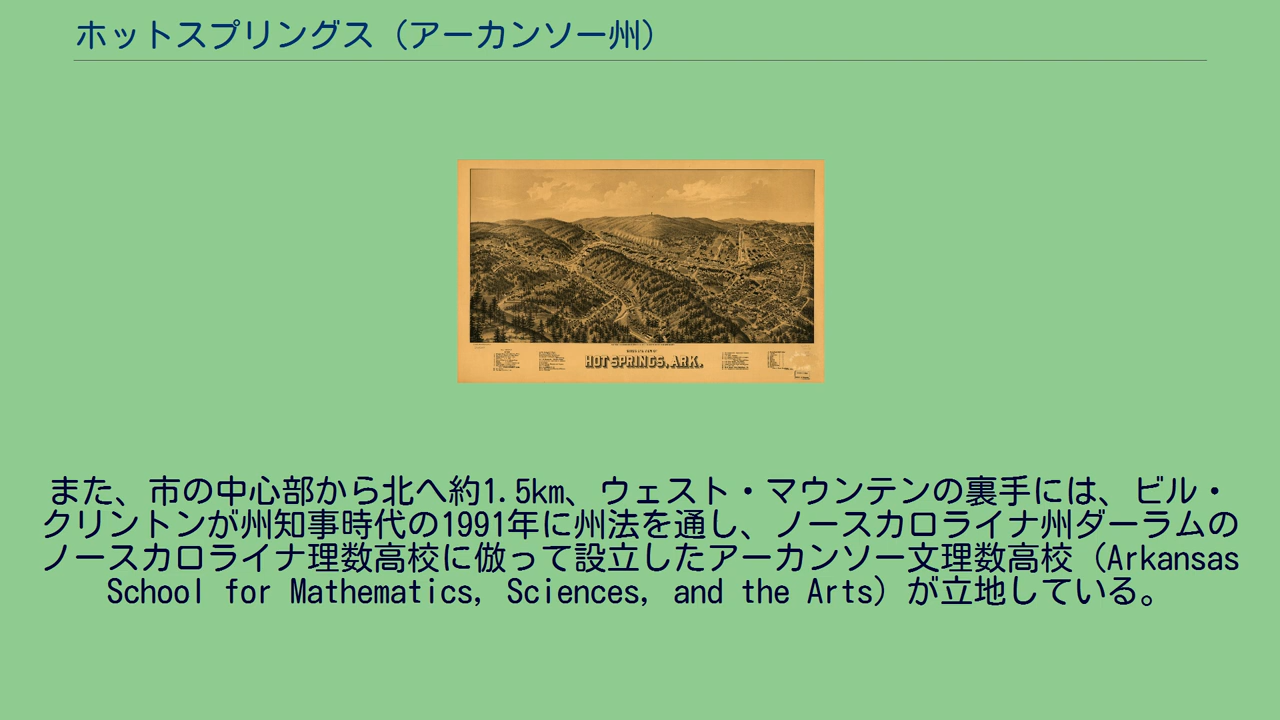 ホットスプリングス（アーカンソー州）
HOT SPRINGS, ARK.
また、市の中心部から北へ約1.5km、ウェスト・マウンテンの裏手には、ビル・
クリントンが州知事時代の1991年に州法を通し、ノースカロライナ州ダーラムの
ノースカロライナ理数高校に倣って設立したアーカンソー文理数高校（Arkansas
School for Mathematics, Sciences, and the Arts）が立地している。